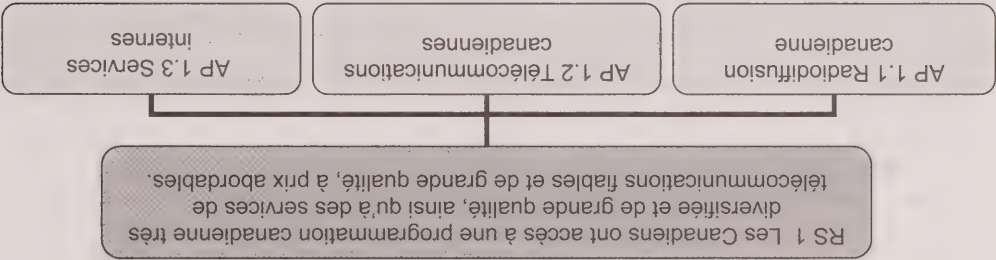 RS 1 Les Canadiens ont accès à une programmation canadienne très
diversifiée et de grande qualité, ainsi qu'à des services de
télécommunications fiables et de grande qualité, à prix abordables.
AP 1.1 Radiodiffusion
canadienne
AP 1.2 Télécommunications
canadiennes
AP 1.3 Services
internes